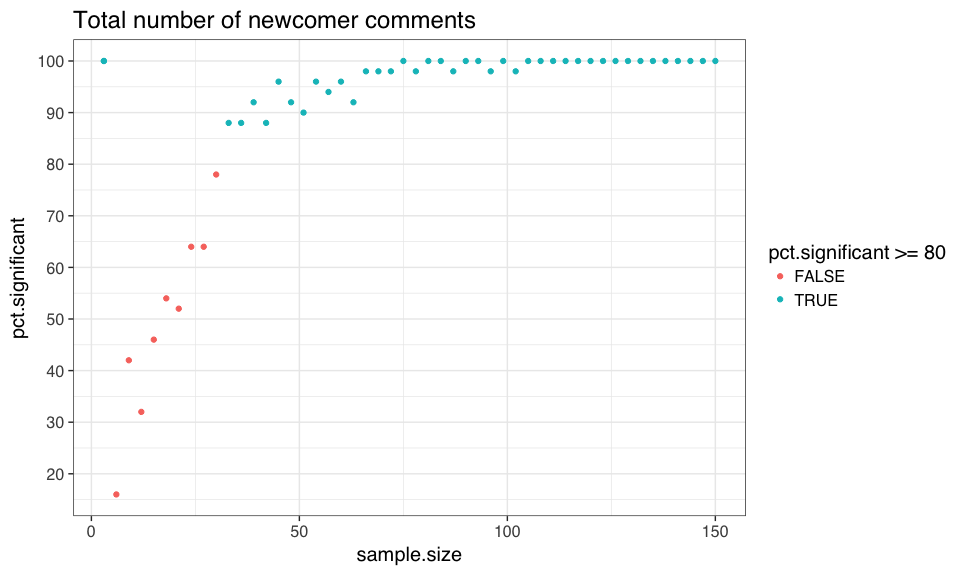 Total number of newcomer comments
100
90
80
70
60
50
40
30
20
pct.significant
0
50
100
150
sample.size
pct.significant >= 80
FALSE
TRUE